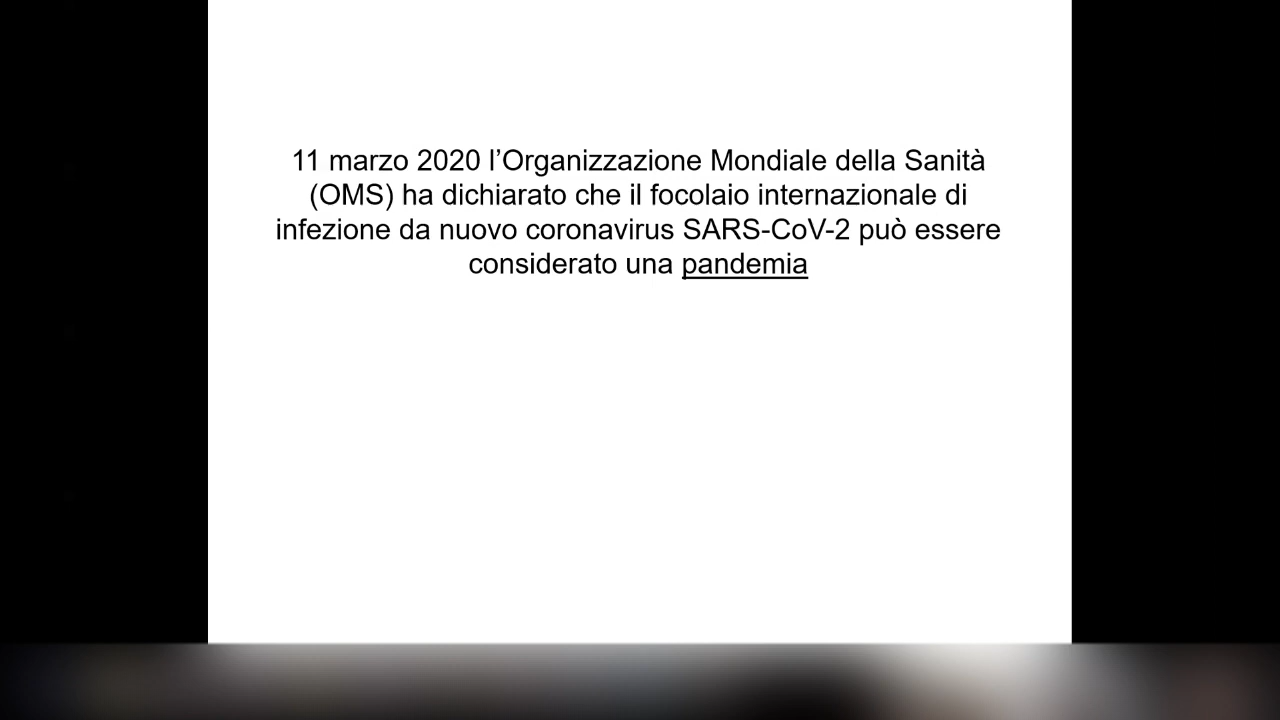 11 marzo 2020 l’Organizzazione Mondiale della Sanità
(OMS) ha dichiarato che il focolaio internazionale di
infezione da nuovo coronavirus SARS-CoV-2 può essere
considerato una pandemia